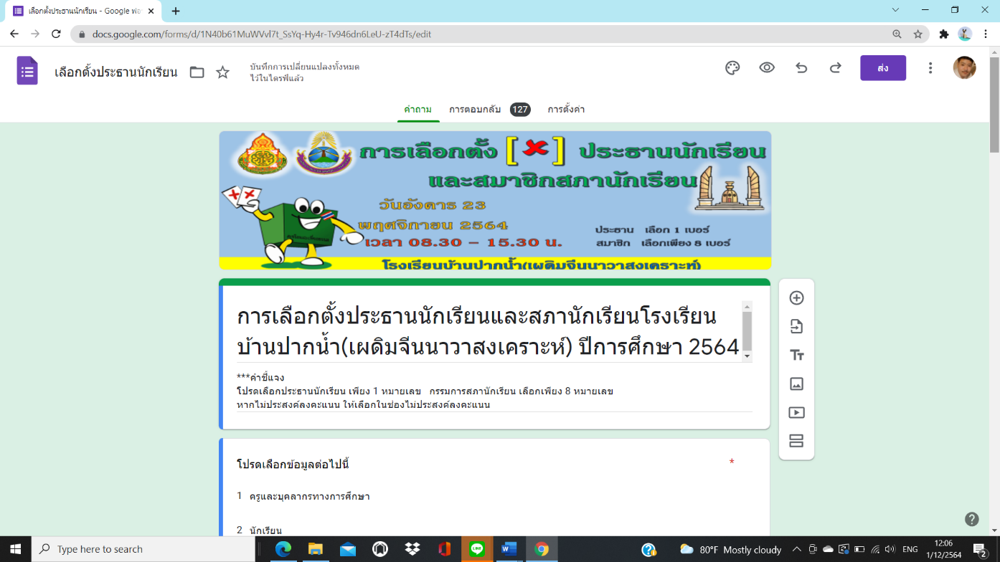 เลือกตั้งประธานนักเรียน - Google ฟอ
docs.google.com/forms/d/1N40b61MuWVvl7t_SsYq-Hy4r-Tv946dn6LeU-zT4dTs/edit
เลือกตั้งประธานนักเรียน
บันทึกการเปลี่ยนแปลงทั้งหมด
ไว้ในไดรฟ์แล้ว
ส่ง
คำถาม การตอบกลับ 127 การตั้งค่า
การเลือกตั้ง [✖] ประธานนักเรียน
และสมาชิกสภานักเรียน
วันอังคาร 23
พฤศจิกายน 2564
เวลา 08.30 – 15.30 น.
ประธาน เลือก 1 เบอร์
สมาชิก เลือกเพียง 8 เบอร์
โรงเรียนบ้านปากน้ำ(เผดิมจีนนาวาสงเคราะห์)
การเลือกตั้งประธานนักเรียนและสภานักเรียนโรงเรียน
บ้านปากน้ำ(เผดิมจีนนาวาสงเคราะห์) ปีการศึกษา 2564
***คำชี้แจง
โปรดเลือกประธานนักเรียน เพียง 1 หมายเลข กรรมการสภานักเรียน เลือกเพียง 8 หมายเลข
หากไม่ประสงค์ลงคะแนน ให้เลือกในช่องไม่ประสงค์ลงคะแนน
โปรดเลือกข้อมูลต่อไปนี้ *
1 ครูและบุคลากรทางการศึกษา
2 นักเรียน
Type here to search
80°F Mostly cloudy
ENG
12:06
1/12/2564
2